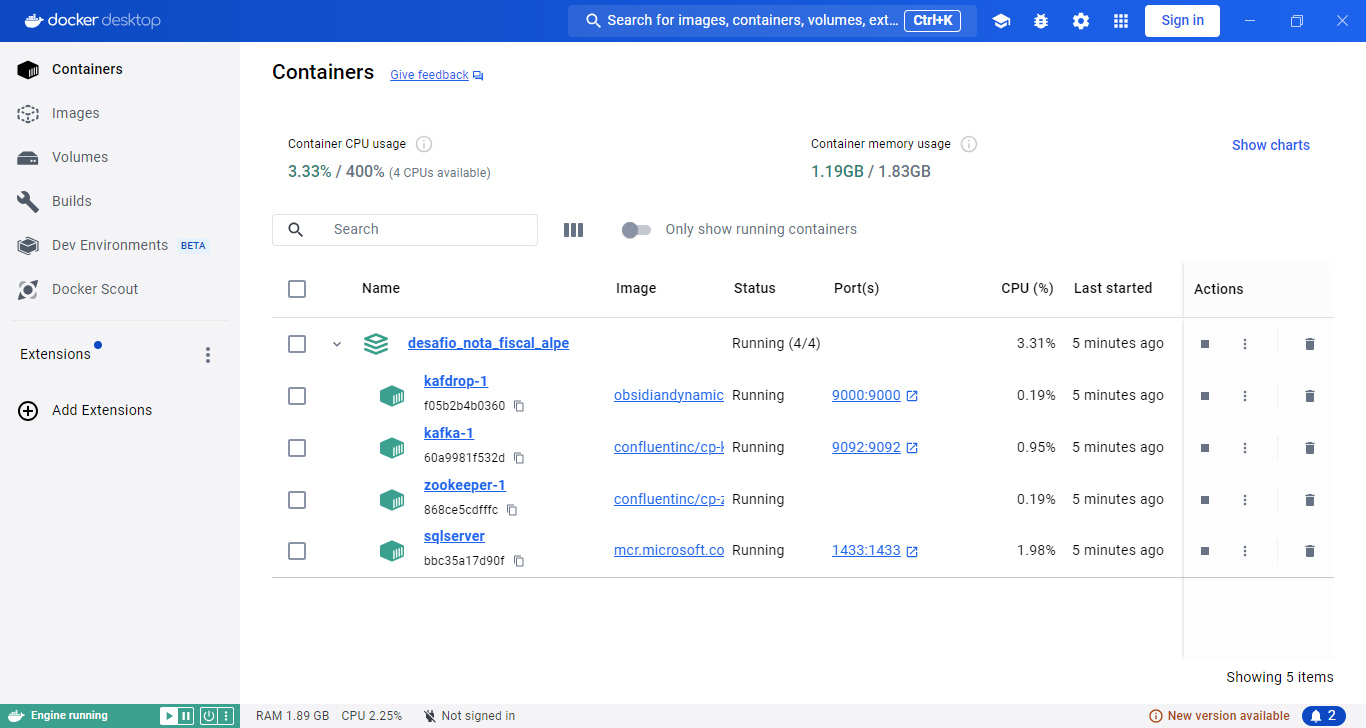 docker desktop
Search for images, containers, volumes, ext... Ctrl+K
Sign in
Containers
Images
Volumes
Builds
Dev Environments BETA
Docker Scout
Extensions
Add Extensions
Containers Give feedback
Container CPU usage
3.33% / 400% (4 CPUs available)
Container memory usage
1.19GB / 1.83GB
Show charts
Search
Only show running containers
Name Image Status Port(s) CPU (%) Last started Actions
desafio_nota_fiscal_alpe Running (4/4) 3.31% 5 minutes ago
kafdrop-1
f05b2b4b0360
obsidiandynamic Running 9000:9000 0.19% 5 minutes ago
kafka-1
60a9981f532d
confluentinc/cp-k Running 9092:9092 0.95% 5 minutes ago
zookeeper-1
868ce5cdfffc
confluentinc/cp-z Running 0.19% 5 minutes ago
sqlserver
bbc35a17d90f
mcr.microsoft.co Running 1433:1433 1.98% 5 minutes ago
Showing 5 items
Engine running
RAM 1.89 GB CPU 2.25% Not signed in
New version available 2